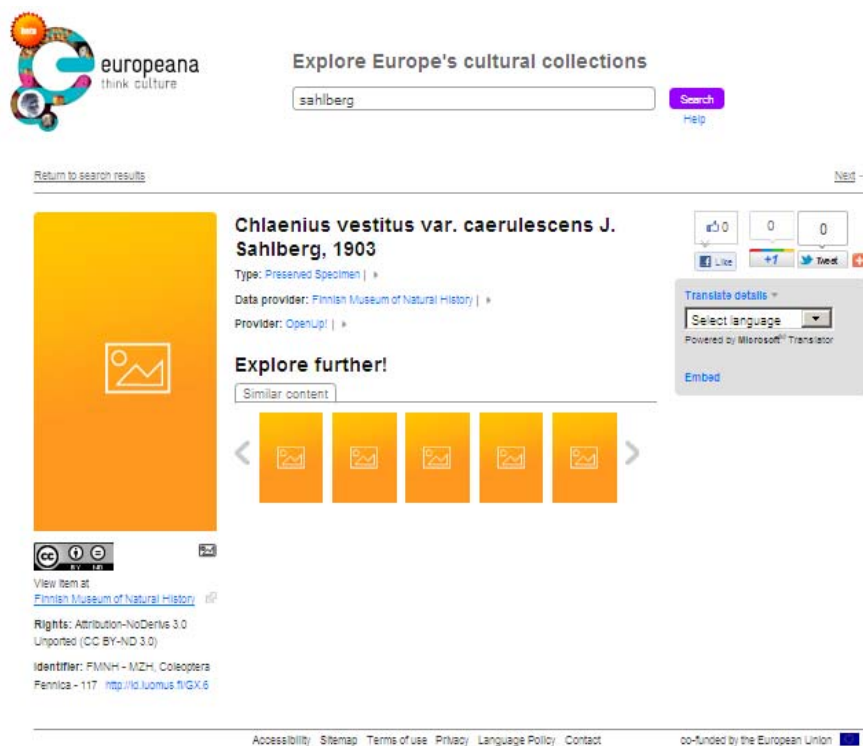 beta
europeana
think culture
Explore Europe's cultural collections
sahlberg
Search
Help
Return to search results
Next
Chlaenius vestitus var. caerulescens J.
Sahlberg, 1903
Type: Preserved Specimen |
Data provider: Finnish Museum of Natural History |
Provider: OpenUp! |
Explore further!
Similar content
0
0
0
Like
+1
Tweet
Translate details
Select language
Powered by Microsoft® Translator
Embed
cc
BY ND
View item at
Finnish Museum of Natural History
Rights: Attribution-NoDerivs 3.0
Unported (CC BY-ND 3.0)
Identifier: FMNH - MZH, Coleoptera
Fennica - 117 http://id.luomus.fi/GX.6
Accessibility Sitemap Terms of use Privacy Language Policy Contact
co-funded by the European Union